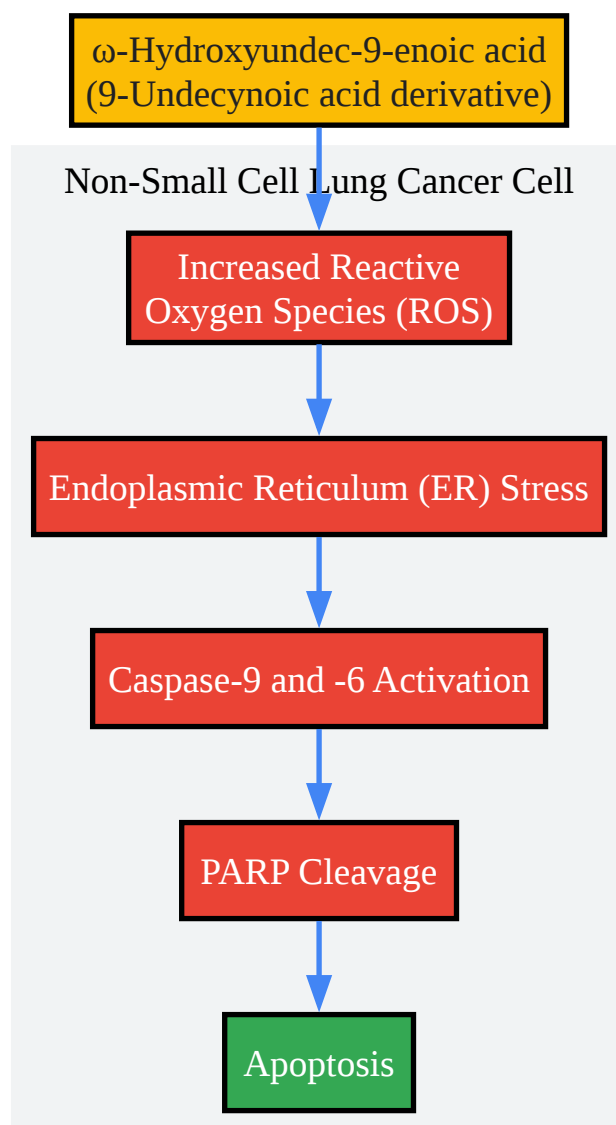 ω-Hydroxyundec-9-enoic acid
(9-Undecynoic acid derivative)
Non-Small Cell Lung Cancer Cell
Increased Reactive
Oxygen Species (ROS)
Endoplasmic Reticulum (ER) Stress
Caspase-9 and -6 Activation
PARP Cleavage
Apoptosis